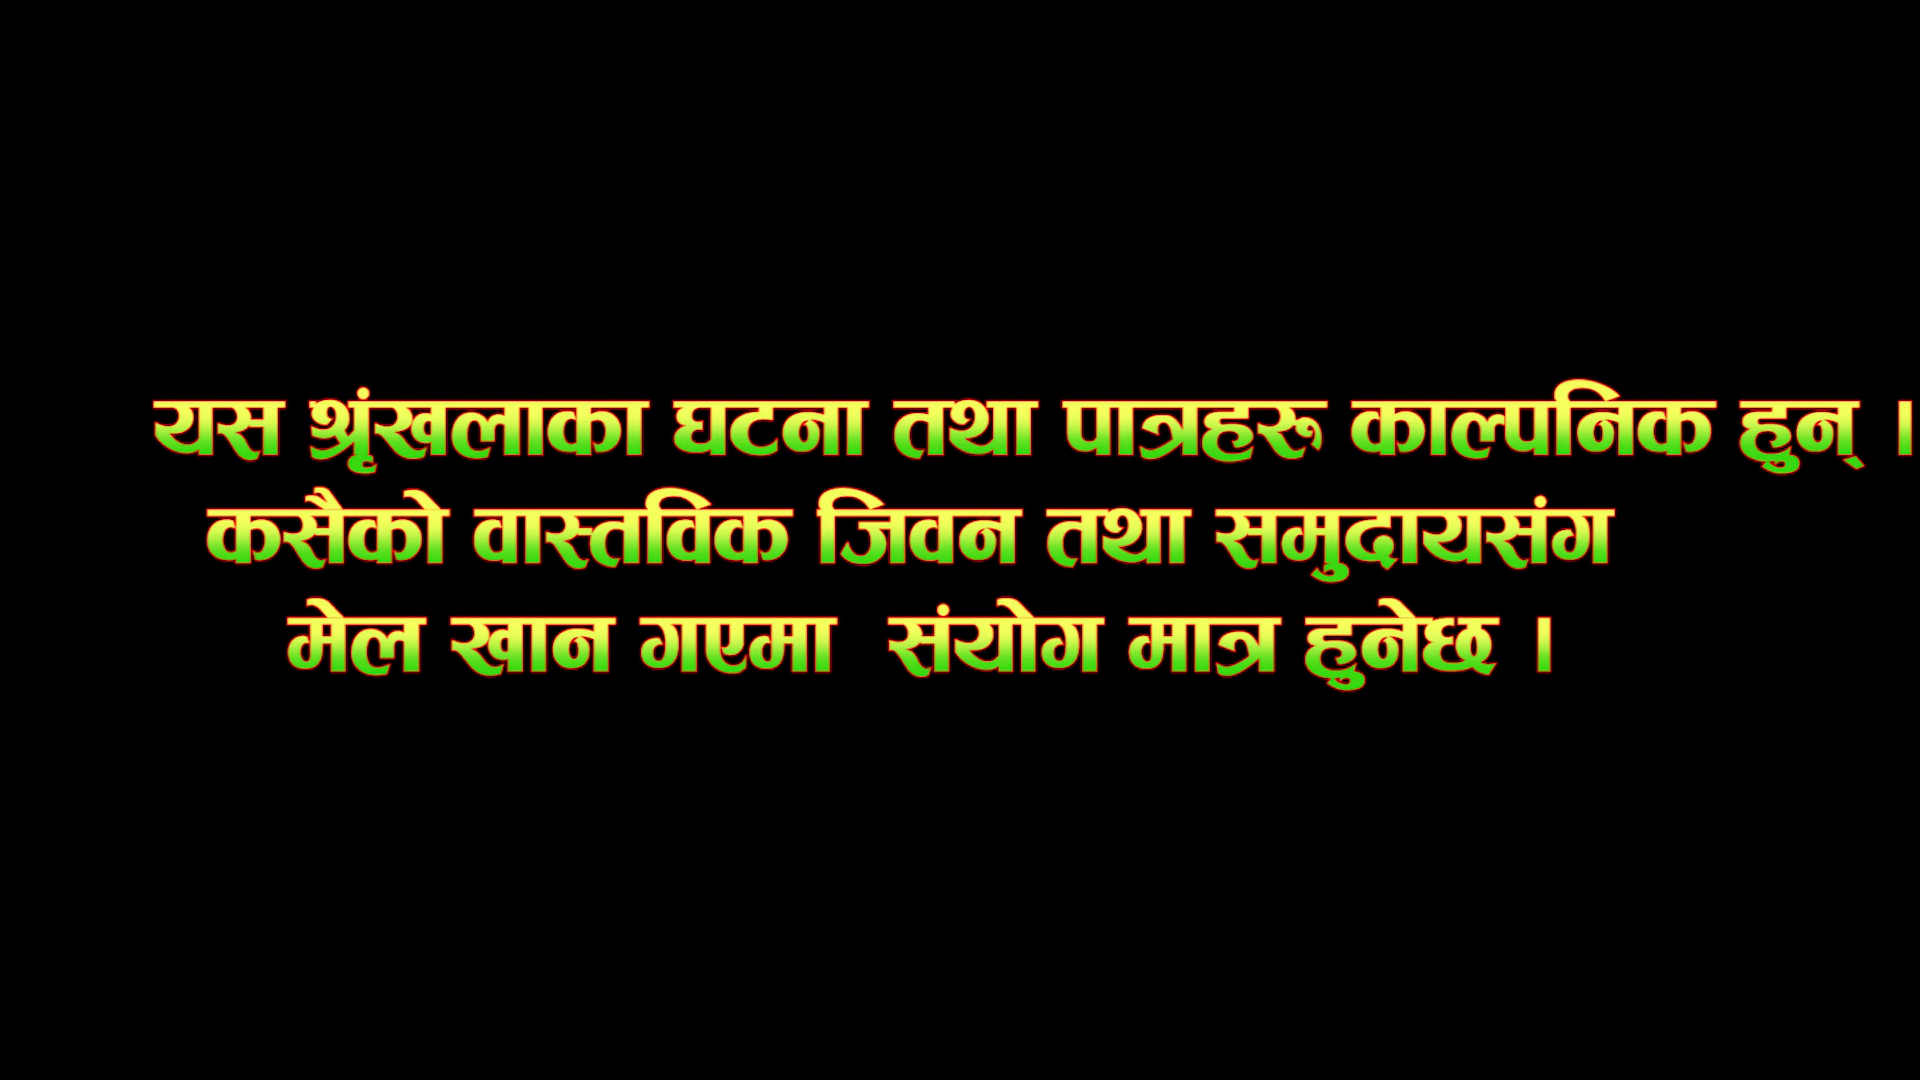 यस श्रृंखलाका घटना तथा पात्रहरू काल्पनिक हुन् ।
कसैको वास्तविक जिवन तथा समुदायसंग
मेल खान गएमा संयोग मात्र हुनेछ ।